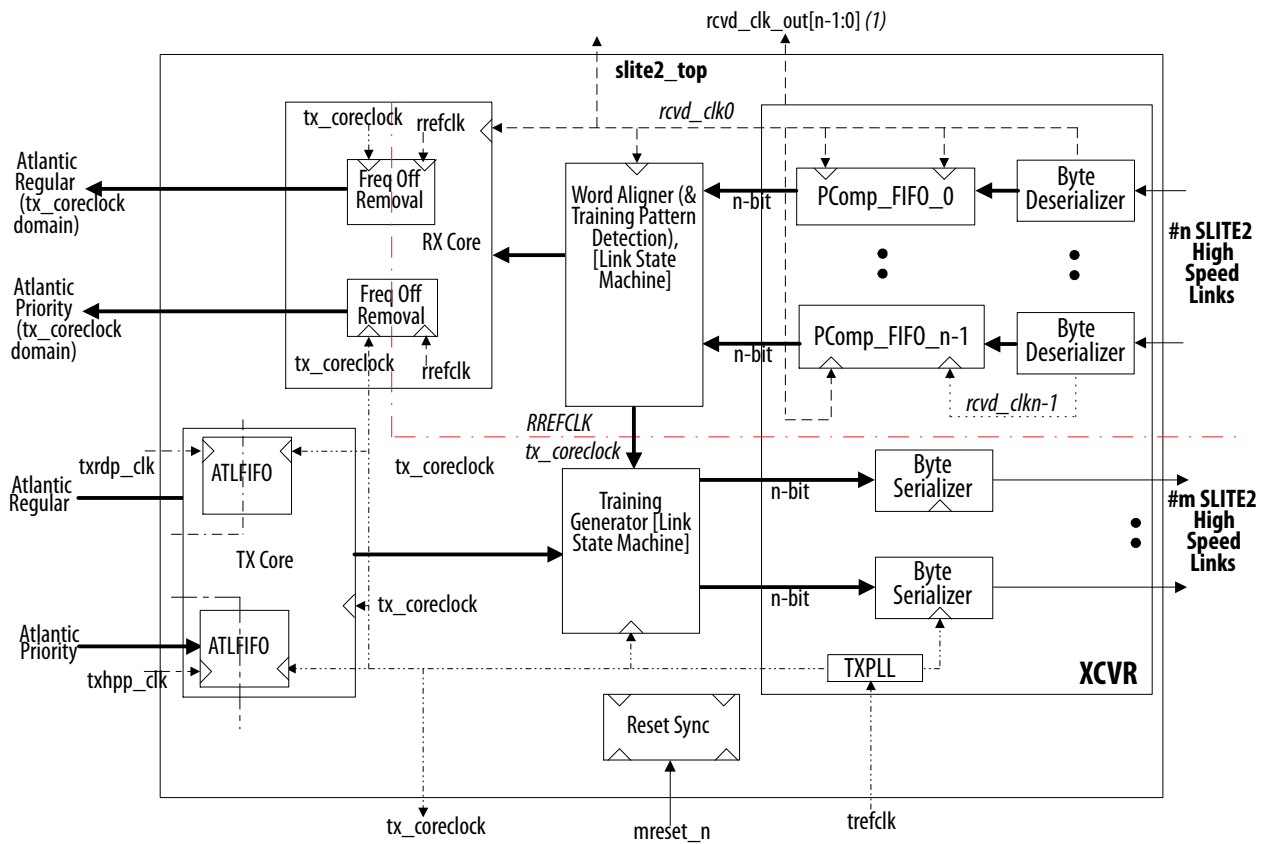 rcvd_clk_out[n-1:0] (1)
slite2_top
tx_coreclock
rrefclk
rcvd_clk0
Atlantic
Regular
(tx_coreclock
domain)
Freq Off
Removal
RX Core
Word Aligner (&
Training Pattern
Detection),
[Link State
Machine]
n-bit
PComp_FIFO_0
Byte
Deserializer
#n SLITE2
High
Speed
Links
Atlantic
Priority
(tx_coreclock
domain)
Freq Off
Removal
tx_coreclock
rrefclk
n-bit
PComp_FIFO_n-1
Byte
Deserializer
rcvd_clkn-1
RREFCLK
tx_coreclock
tx_coreclock
txrdp_clk
Atlantic
Regular
ATLFIFO
TX Core
Training
Generator [Link
State Machine]
n-bit
Byte
Serializer
#m SLITE2
High
Speed
Links
n-bit
Byte
Serializer
tx_coreclock
Atlantic
Priority
txhpp_clk
ATLFIFO
TXPLL
XCVR
Reset Sync
tx_coreclock
mreset_n
trefclk